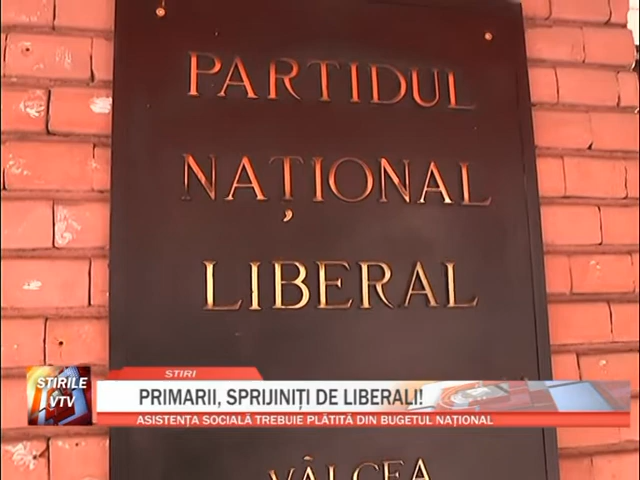 PARTIDUL
NAȚIONAL
LIBERAL
STIRI
STIRILE
VTV
PRIMARII, SPRIJINIȚI DE LIBERALI!
ASISTENȚA SOCIALĂ TREBUIE PLĂTITĂ DIN BUGETUL NAȚIONAL
VÂLCEA